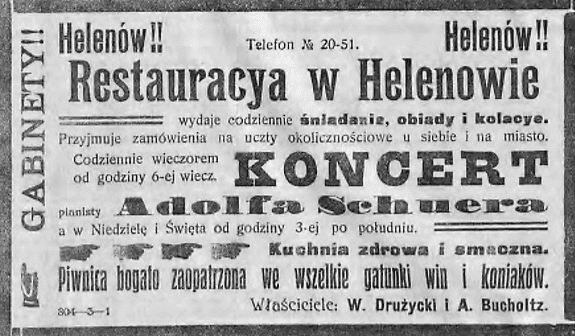 GABINETY!!
Helenów!! Helenów!!
Telefon № 20-51.
Restauracya w Helenowie
wydaje codziennie śniadania, obiady i kolacye.
Przyjmuje zamówienia na uczty okolicznościowe u siebie i na miasto.
Codziennie wieczorem
od godziny 6-ej wiecz.
KONCERT
pianisty Adolfa Schuera
a w Niedzielę i Święta od godziny 3-ej po południu.
Kuchnia zdrowa i smaczna.
Piwnica bogato zaopatrzona we wszelkie gatunki win i koniaków.
804—3—1
Właściciele: W. Drużycki i A. Bucholtz.